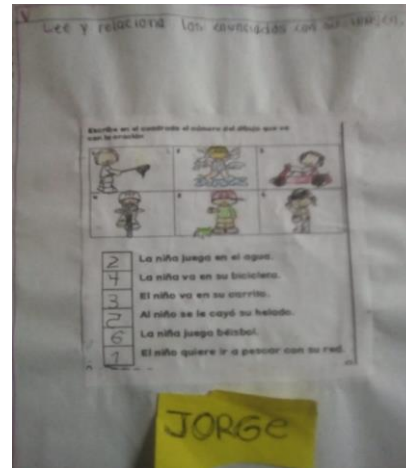 Lee y relaciona los enunciados con su imagen.
Escribe en el cuadrado el número del dibujo que va
con la oración
2 La niña juega en el agua.
4 La niña va en su bicicleta.
3 El niño va en su carrito.
Al niño se le cayó su helado.
6 La niña juega béisbol.
1 El niño quiere ir a pescar con su red.
JORGe